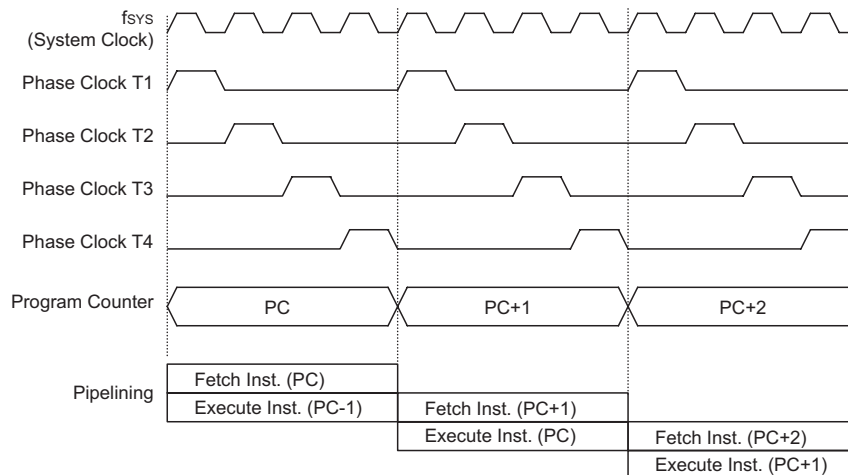 fSYS
(System Clock)
Phase Clock T1
Phase Clock T2
Phase Clock T3
Phase Clock T4
Program Counter
PC
PC+1
PC+2
Pipelining
Fetch Inst. (PC)
Execute Inst. (PC-1)
Fetch Inst. (PC+1)
Execute Inst. (PC)
Fetch Inst. (PC+2)
Execute Inst. (PC+1)